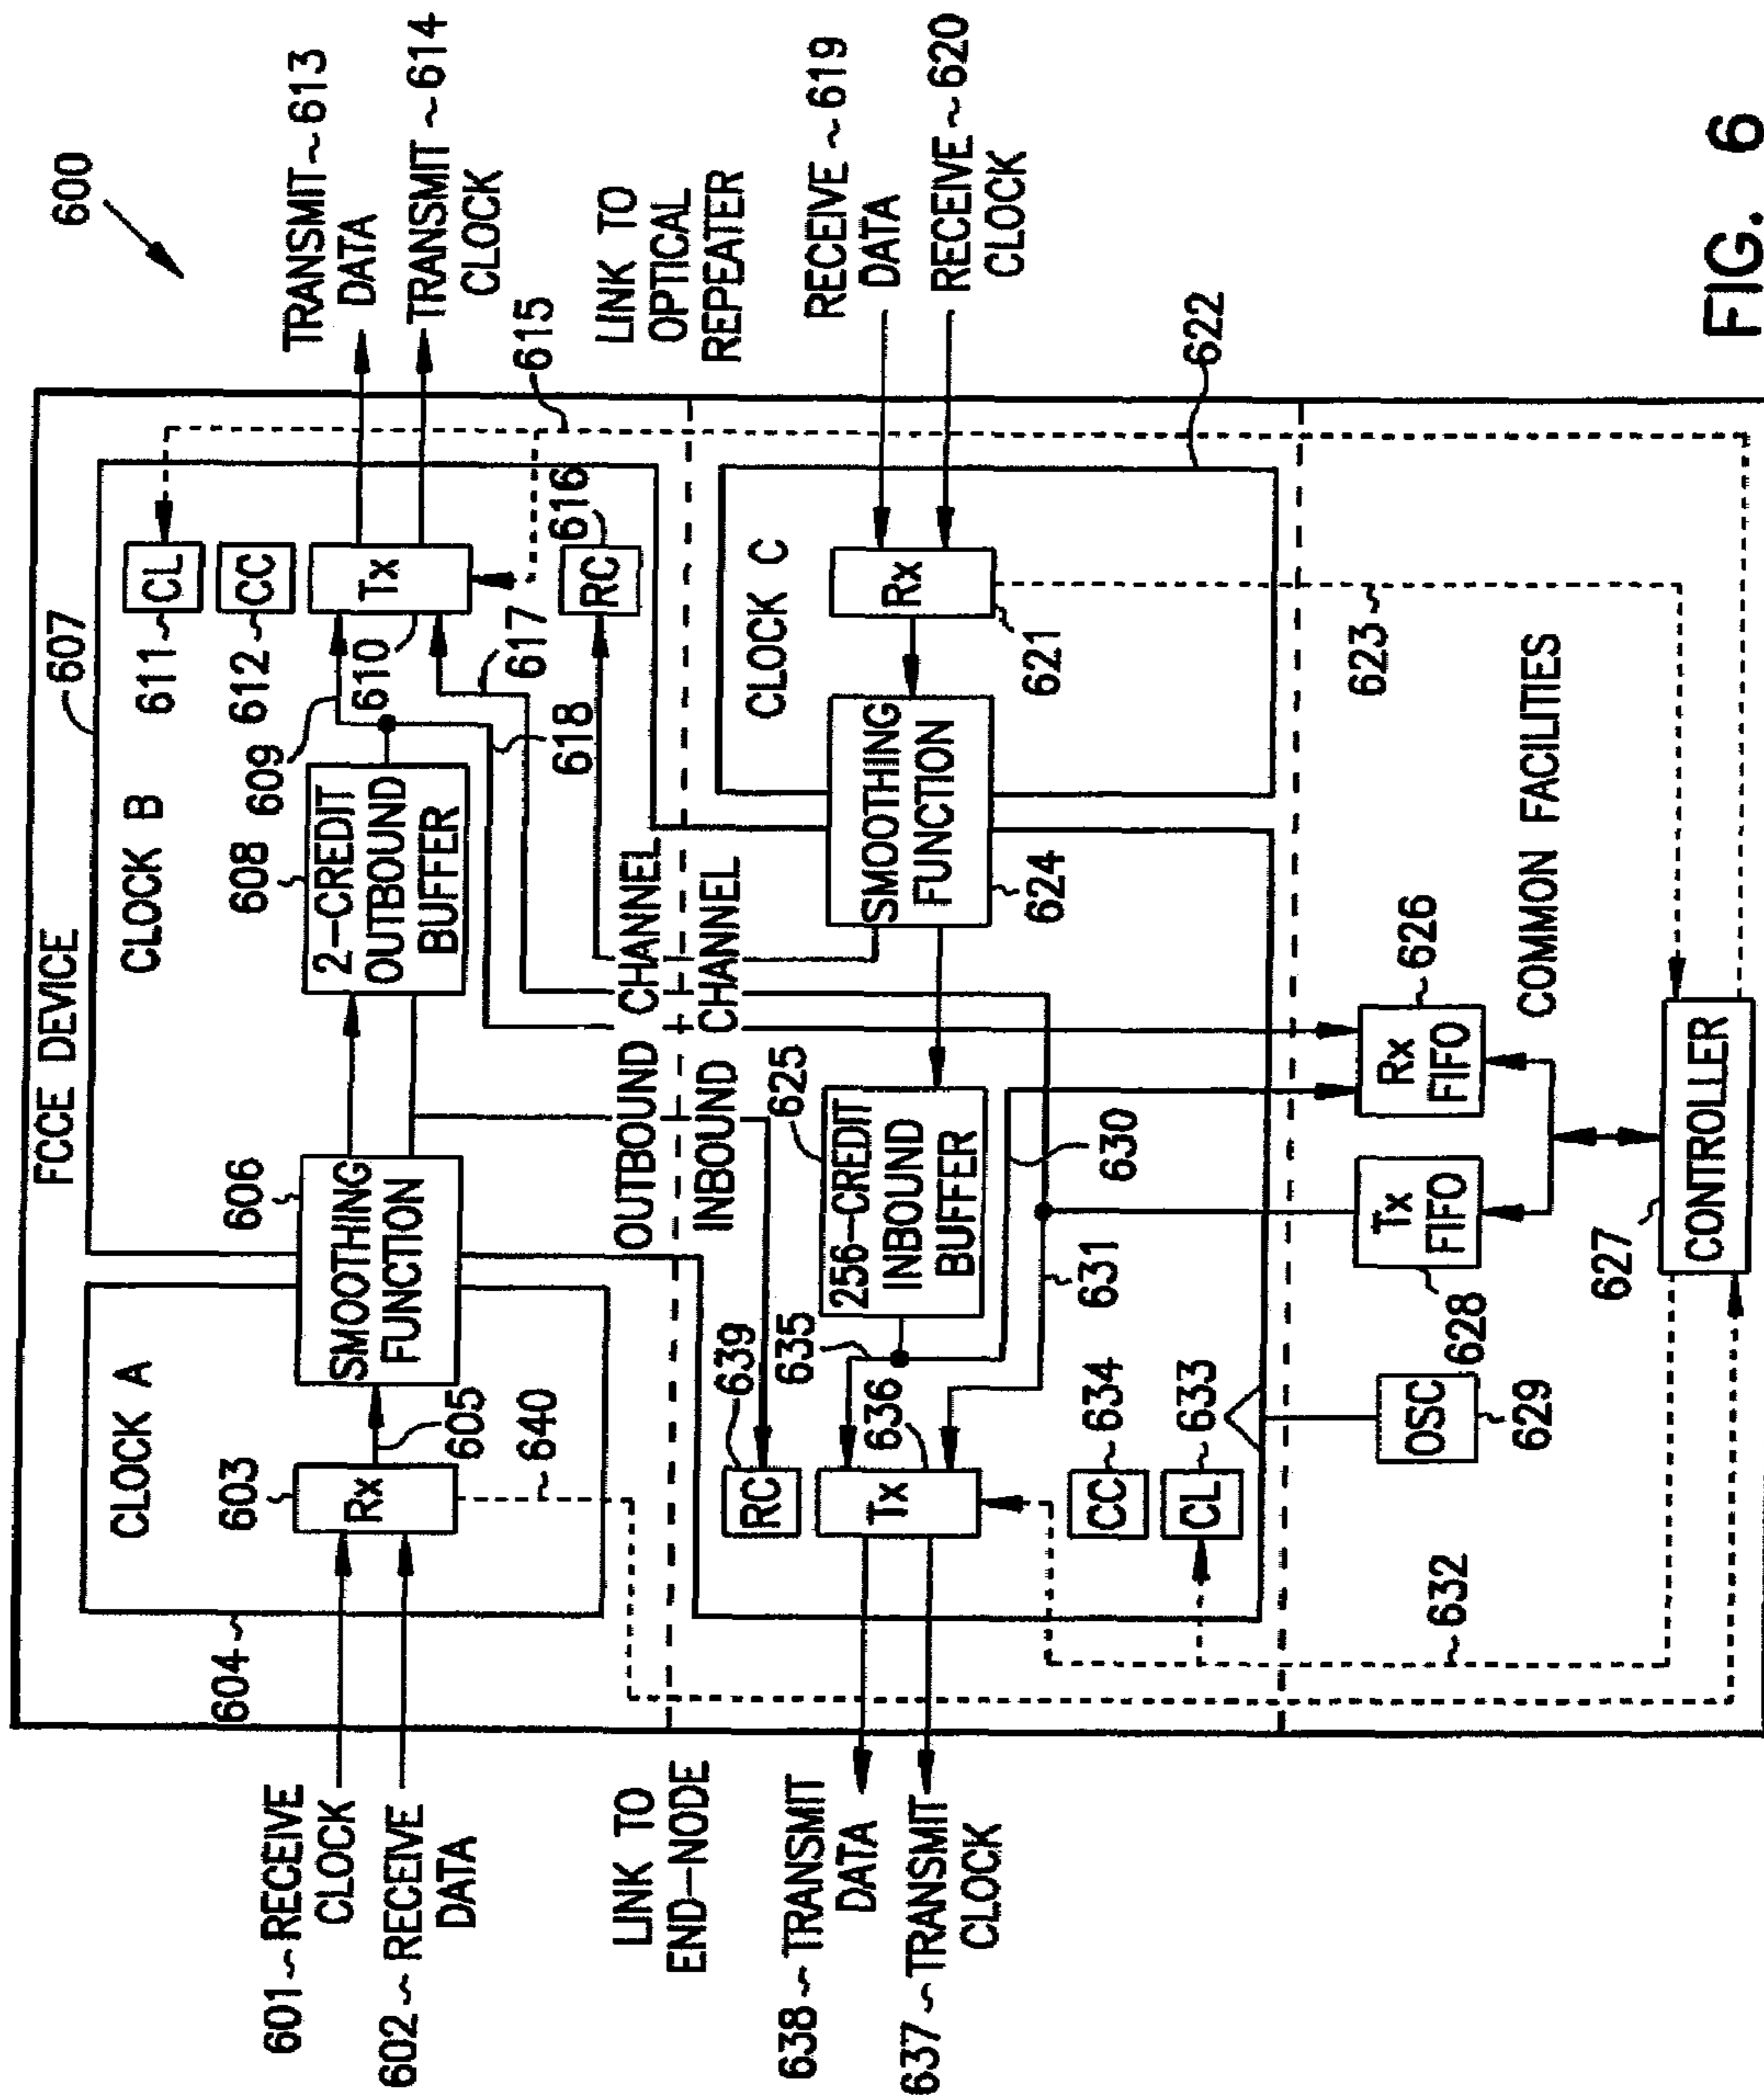 600
FCCE DEVICE
607
CLOCK A
CLOCK B
604
603
Rx
605
640
606
SMOOTHING
FUNCTION
608
2-CREDIT
OUTBOUND
BUFFER
609
610
Tx
611
CL
612
CC
617
618
616
RC
615
601
RECEIVE
CLOCK
602
RECEIVE
DATA
TRANSMIT
DATA
613
TRANSMIT
CLOCK
614
OUTBOUND CHANNEL
INBOUND CHANNEL
LINK TO
END-NODE
LINK TO
OPTICAL
REPEATER
638
TRANSMIT
DATA
637
TRANSMIT
CLOCK
RECEIVE
DATA
619
RECEIVE
CLOCK
620
639
RC
635
636
Tx
634
CC
633
CL
625
256-CREDIT
INBOUND
BUFFER
631
630
SMOOTHING
FUNCTION
624
CLOCK C
Rx
621
622
623
632
OSC
629
Tx
FIFO
628
Rx
FIFO
626
COMMON FACILITIES
627
CONTROLLER
FIG. 6